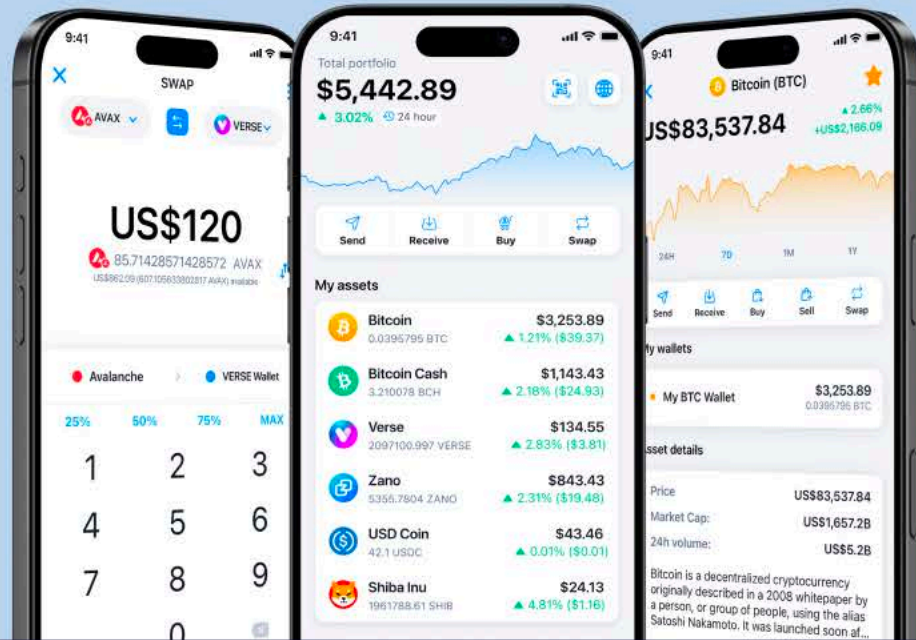 9:41
SWAP
AVAX
VERSE
US$120
85.71428571428572 AVAX
US$862.09 (607.105633802817 AVAX) available
Avalanche
VERSE Wallet
25% 50% 75% MAX
1 2 3
4 5 6
7 8 9
0
9:41
Total portfolio
$5,442.89
3.02% 24 hour
Send Receive Buy Swap
My assets
Bitcoin $3,253.89
0.0395795 BTC 1.21% ($39.37)
Bitcoin Cash $1,143.43
3.210078 BCH 2.18% ($24.93)
Verse $134.55
2097100.997 VERSE 2.83% ($3.81)
Zano $843.43
5355.7804 ZANO 2.31% ($19.48)
USD Coin $43.46
42.1 USDC 0.01% ($0.01)
Shiba Inu $24.13
1961788.61 SHIB 4.81% ($1.16)
9:41
Bitcoin (BTC)
US$83,537.84
2.66%
+US$2,166.09
24H 7D 1M 1Y
Send Receive Buy Sell Swap
My wallets
My BTC Wallet $3,253.89
0.0395795 BTC
sset details
Price US$83,537.84
Market Cap: US$1,657.2B
24h volume: US$5.2B
Bitcoin is a decentralized cryptocurrency
originally described in a 2008 whitepaper by
a person, or group of people, using the alias
Satoshi Nakamoto. It was launched soon af...